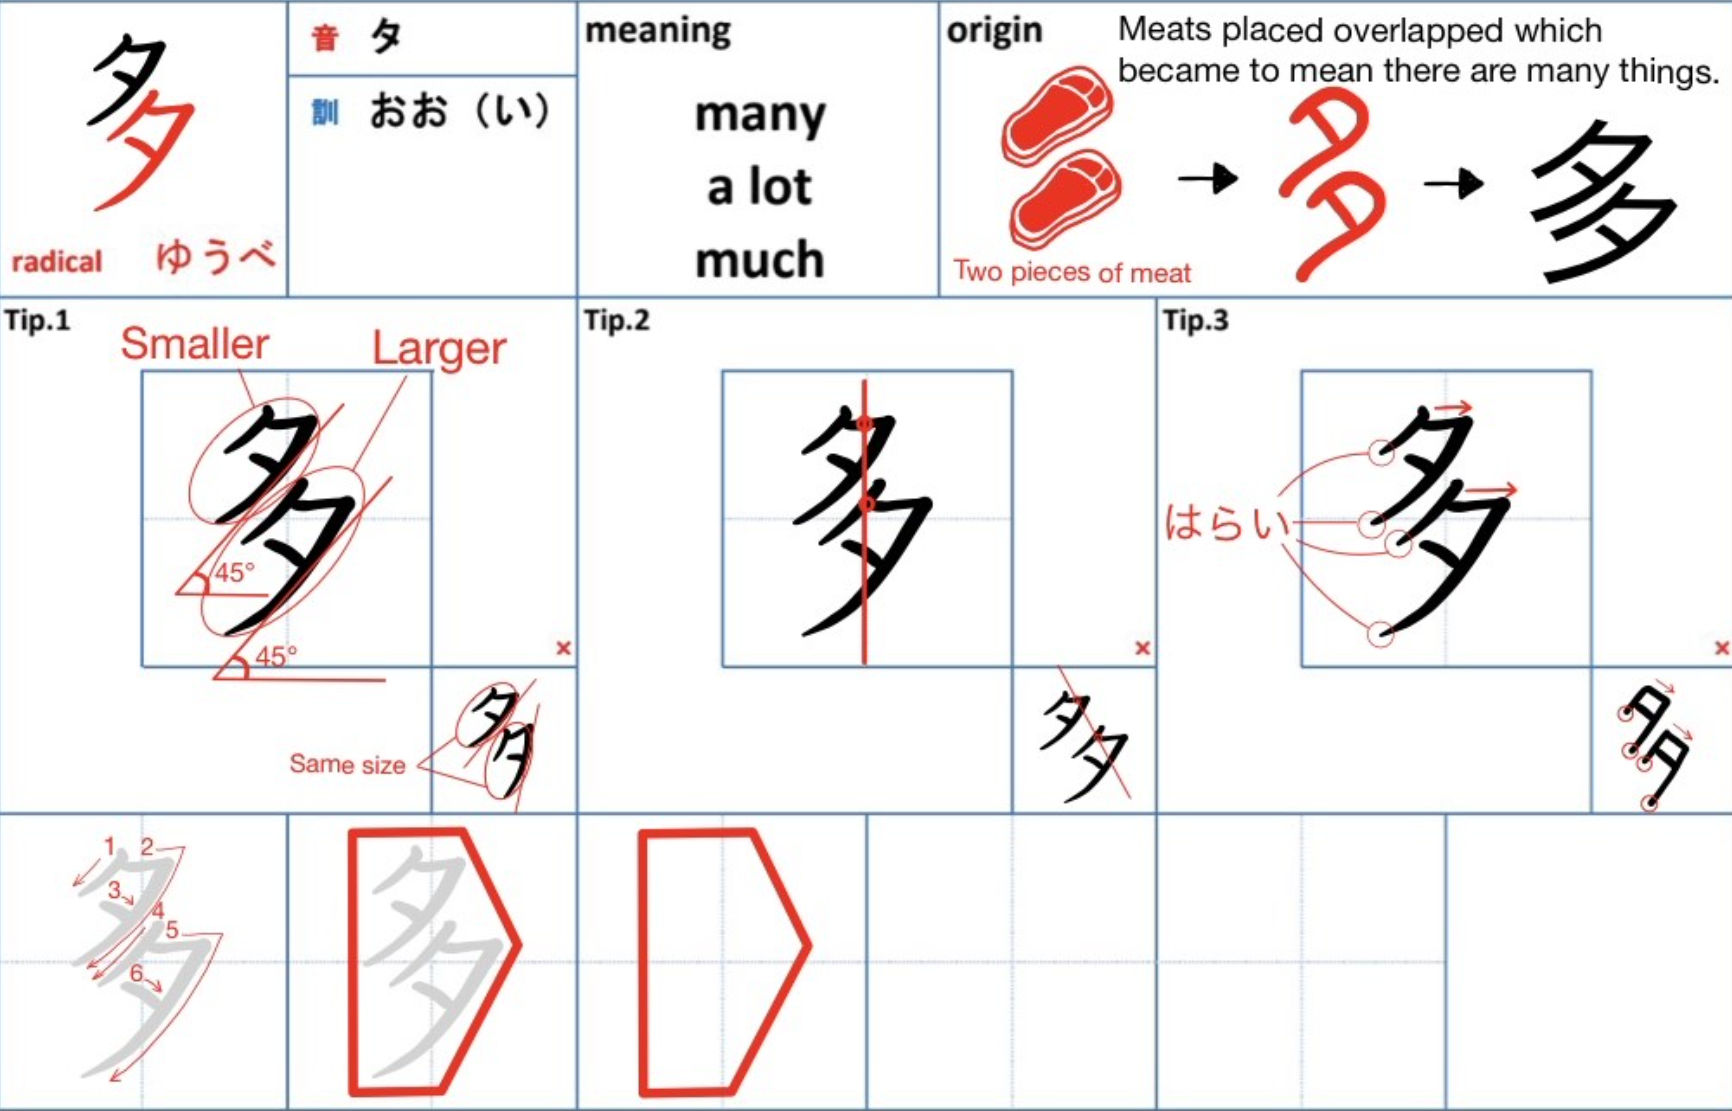 多
音 タ
訓 おお（い）
radical ゆうべ
meaning
many
a lot
much
origin
Meats placed overlapped which
became to mean there are many things.
多
Two pieces of meat
Tip.1
Smaller
Larger
多
45°
45°
×
Same size
多
Tip.2
多
×
多
Tip.3
多
はらい
×
多
1 2
3
4
5
6
多
多